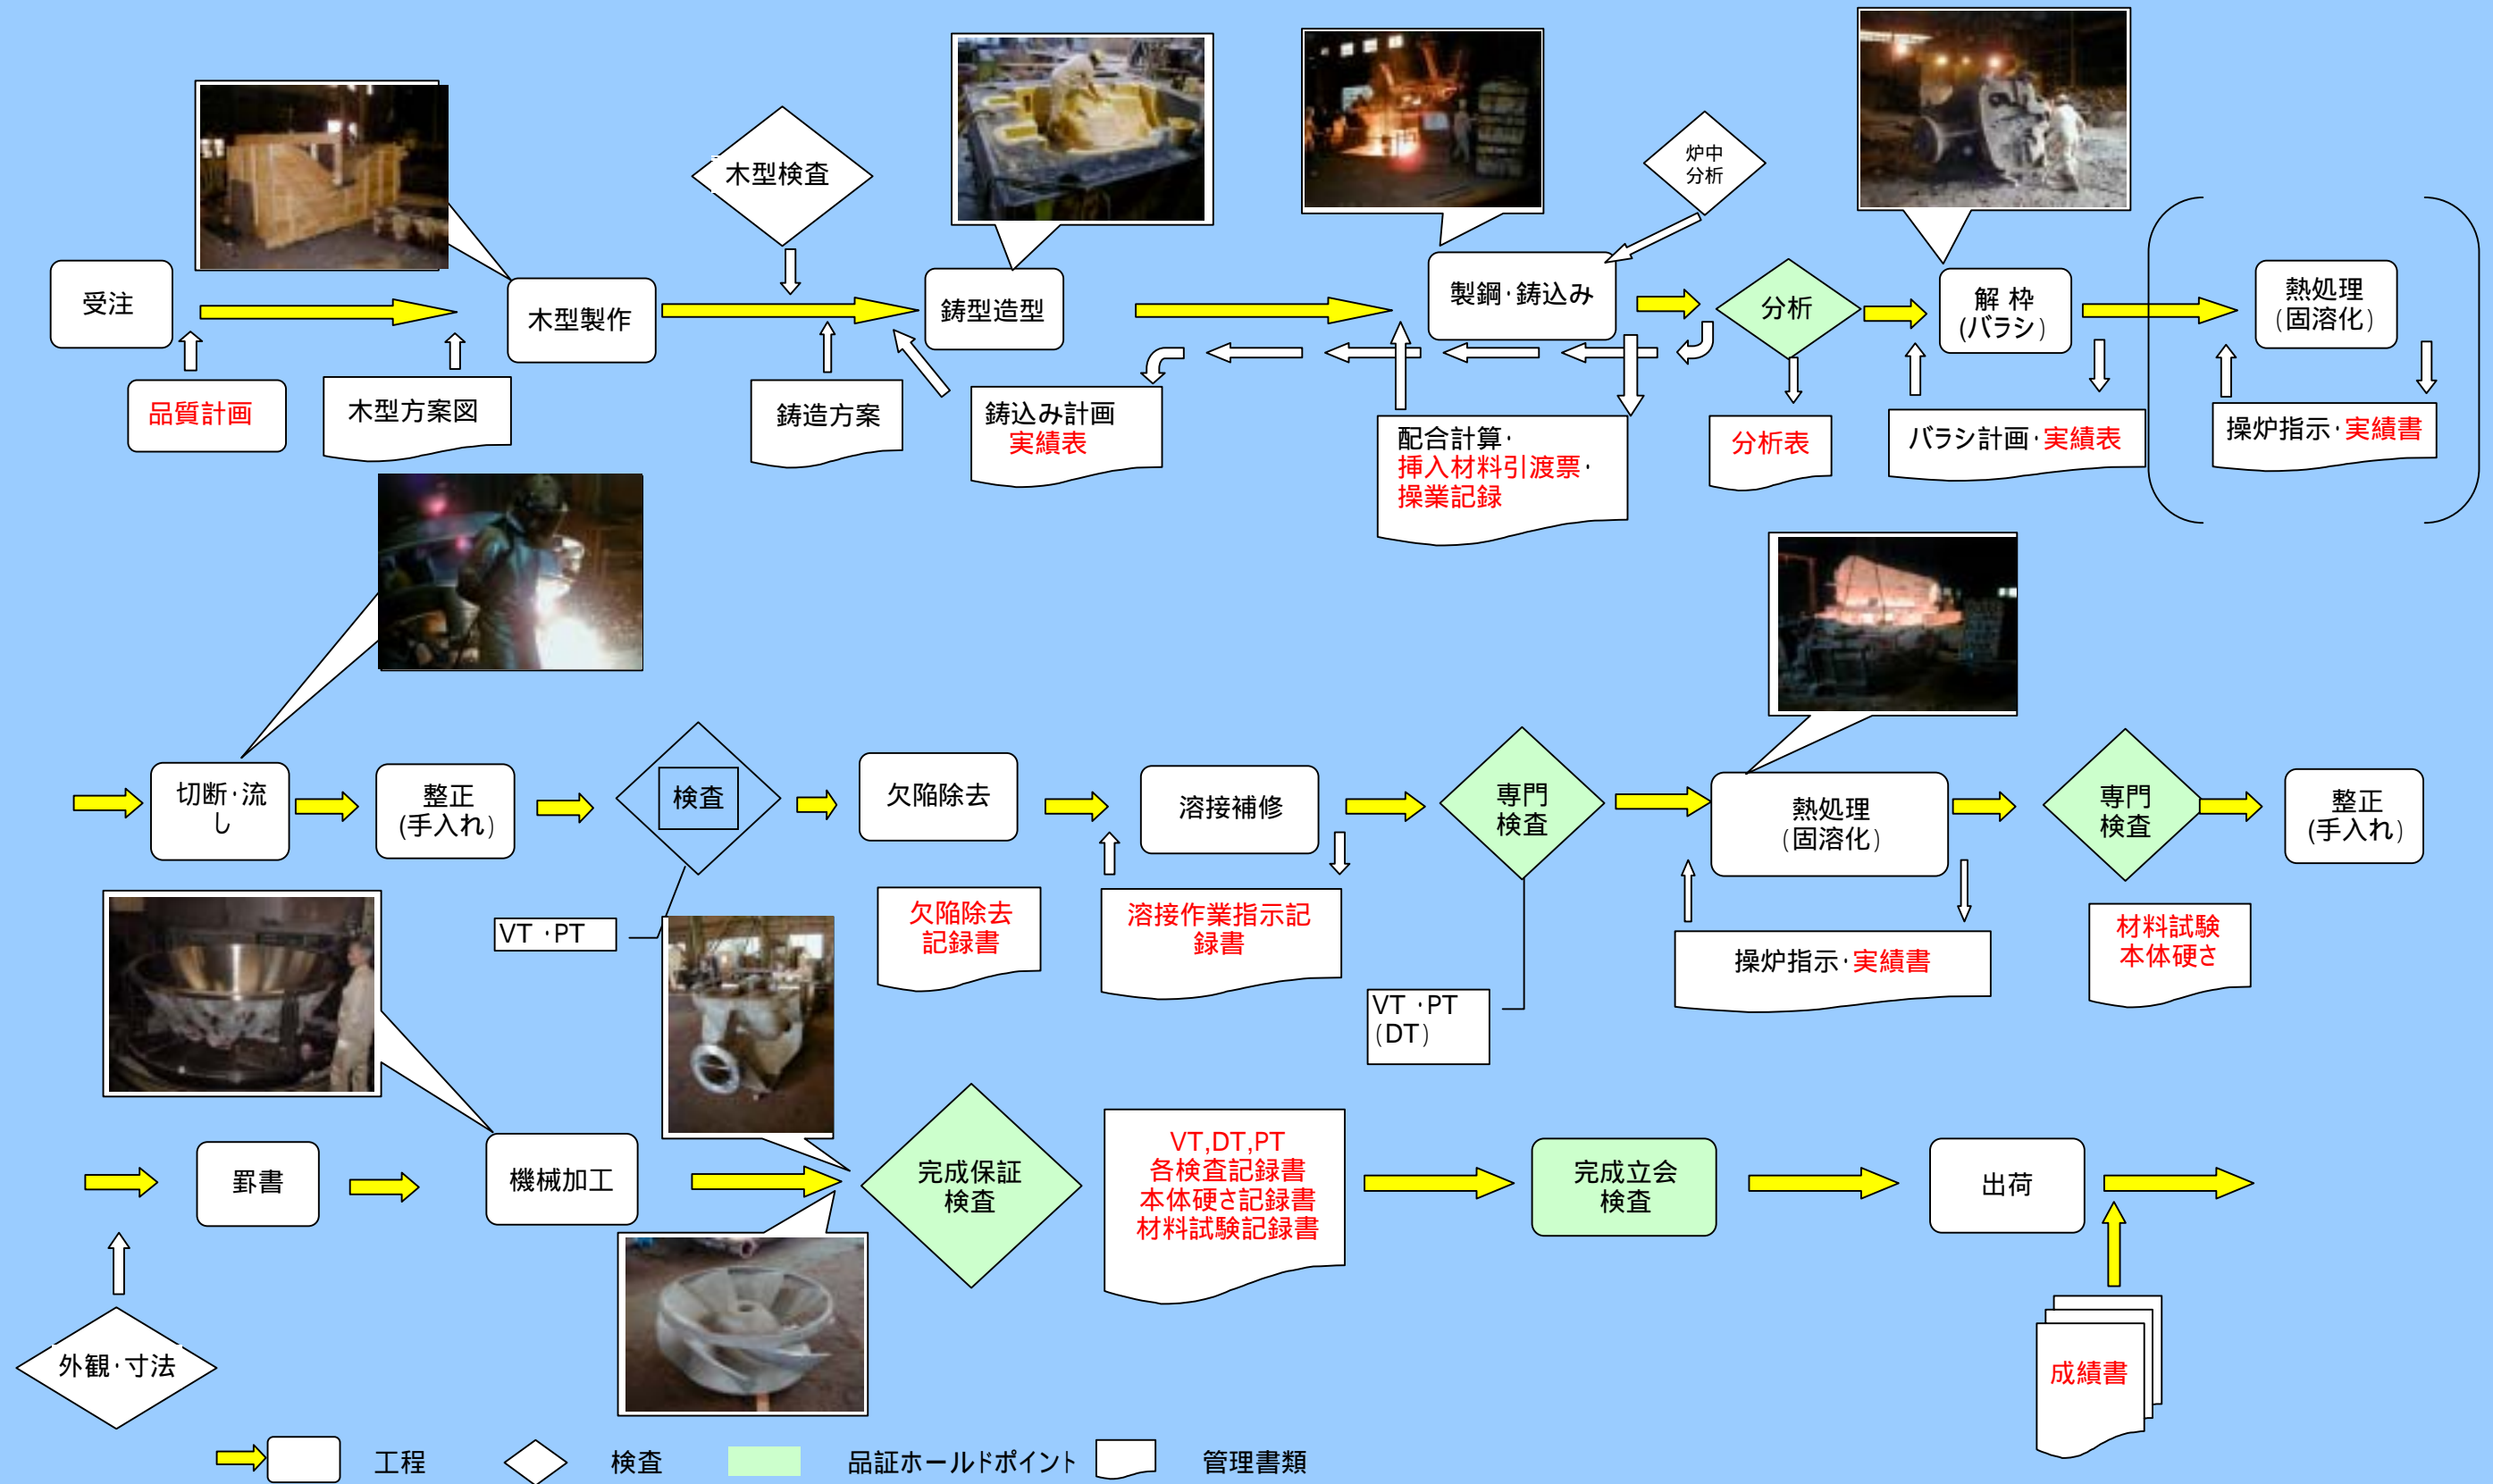 木型検査
炉中
分析
受注
木型製作
鋳型造型
製鋼・鋳込み
分析
解 枠
(バラシ)
熱処理
(固溶化)
品質計画
木型方案図
鋳造方案
鋳込み計画
実績表
配合計算・
挿入材料引渡票・
操業記録
分析表
バラシ計画・実績表
操炉指示・実績書
切断・流
し
整正
(手入れ)
検査
欠陥除去
溶接補修
専門
検査
熱処理
(固溶化)
専門
検査
整正
(手入れ)
VT・PT
欠陥除去
記録書
溶接作業指示記
録書
VT・PT
(DT)
操炉指示・実績書
材料試験
本体硬さ
罫書
機械加工
完成保証
検査
VT,DT,PT
各検査記録書
本体硬さ記録書
材料試験記録書
完成立会
検査
出荷
外観・寸法
成績書
工程
検査
品証ホールドポイント
管理書類